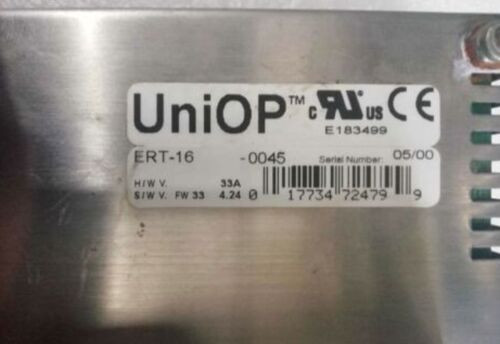 UniOP™ c RU us CE
E183499
ERT-16 -0045 Serial Number: 05/00
H/W V. 33A
S/W V. FW 33 4.24 0 17734 72479 9